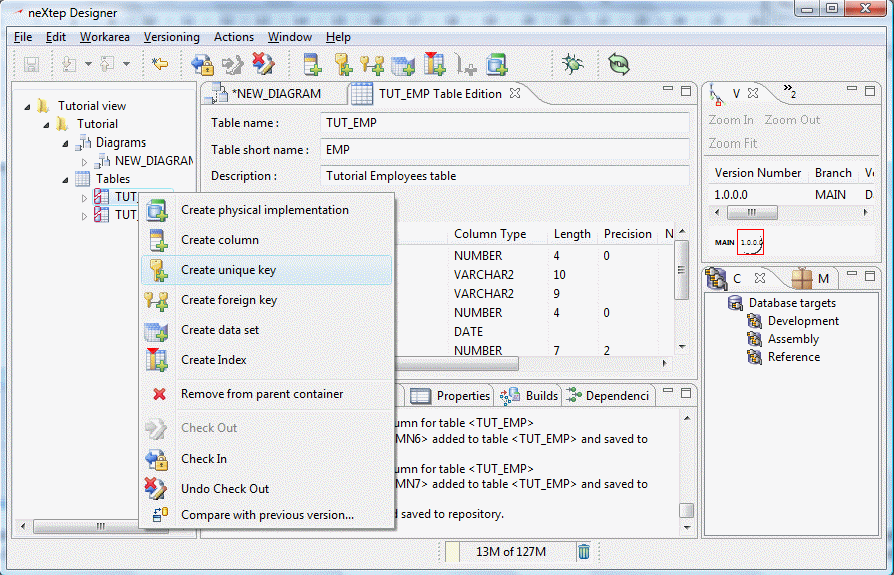 neXtep Designer
File Edit Workarea Versioning Actions Window Help
Tutorial view
Tutorial
Diagrams
NEW_DIAGRAM
Tables
TUT_
TUT_
*NEW_DIAGRAM
TUT_EMP Table Edition
Table name :
TUT_EMP
Table short name :
EMP
Description :
Tutorial Employees table
Column Type Length Precision N
NUMBER 4 0
VARCHAR2 10
VARCHAR2 9
NUMBER 4 0
DATE
NUMBER 7 2
Create physical implementation
Create column
Create unique key
Create foreign key
Create data set
Create Index
Remove from parent container
Check Out
Check In
Undo Check Out
Compare with previous version...
Properties
Builds
Dependenci
umn for table <TUT_EMP>
MN6> added to table <TUT_EMP> and saved to
umn for table <TUT_EMP>
MN7> added to table <TUT_EMP> and saved to
d saved to repository.
V
2
Zoom In Zoom Out
Zoom Fit
Version Number Branch Ve
1.0.0.0 MAIN 0.
MAIN 1.0.0.0
C
M
Database targets
Development
Assembly
Reference
13M of 127M